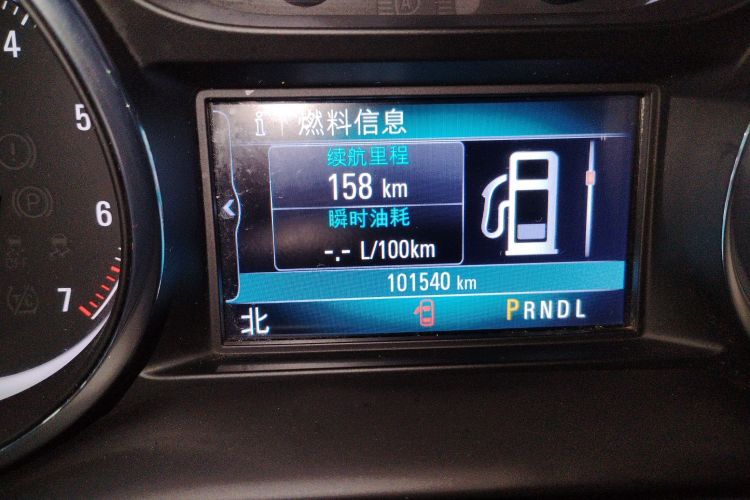 4
5
6
7
燃料信息
续航里程
158 km
瞬时油耗
-.- L/100km
101540 km
北
PRNDL